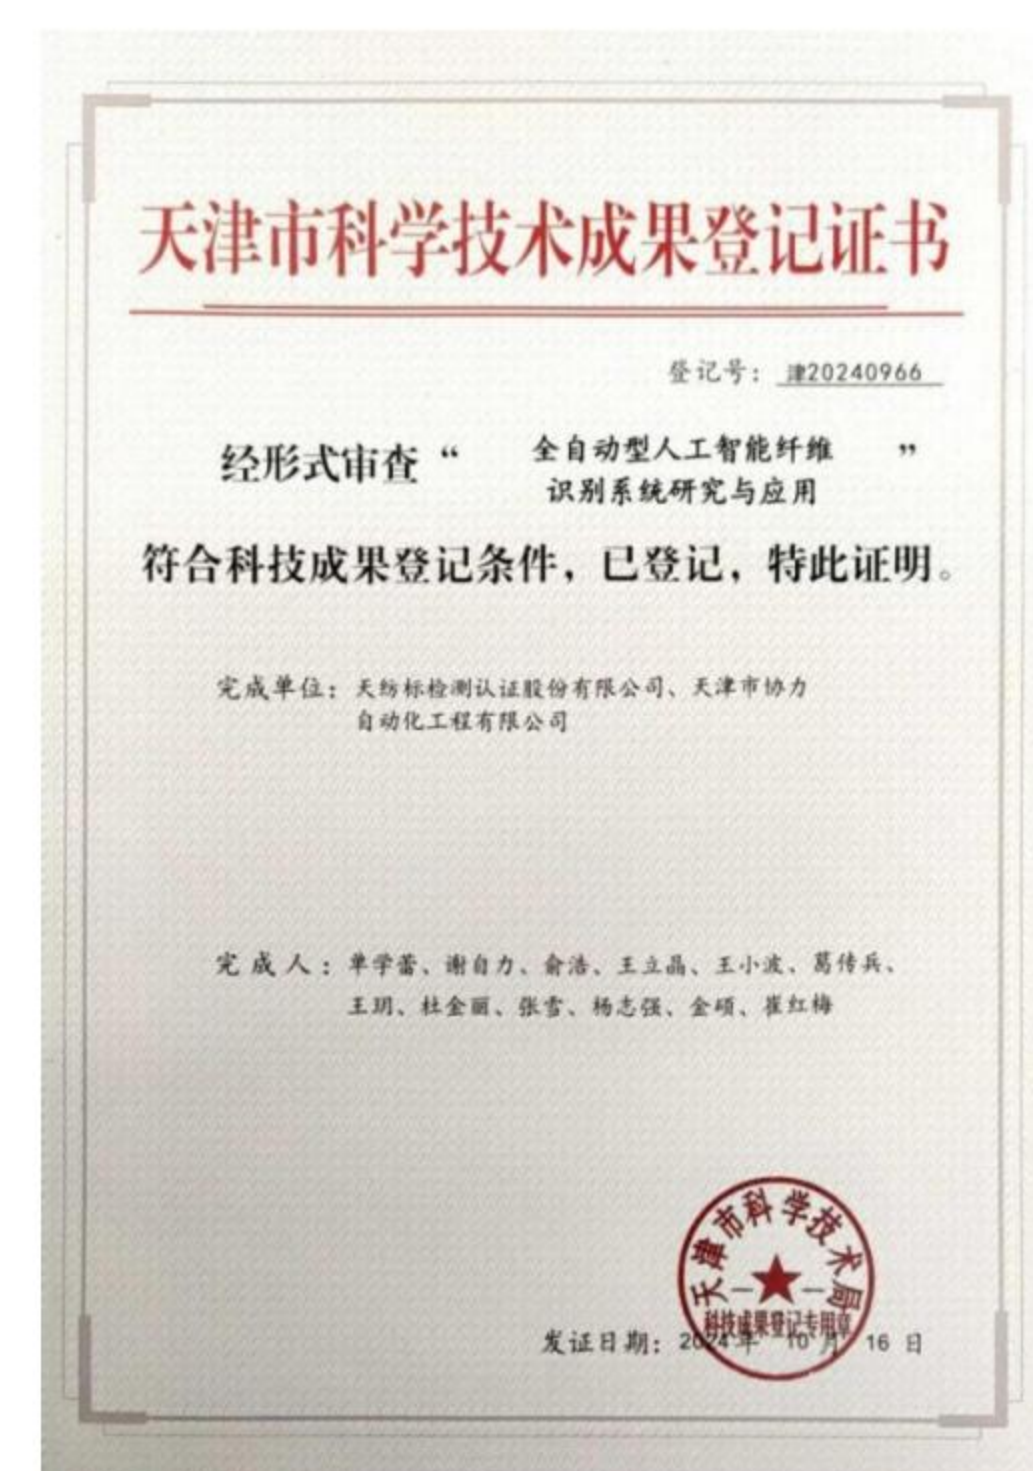 天津市科学技术成果登记证书
登记号：津20240966
经形式审查“全自动型人工智能纤维
识别系统研究与应用”
符合科技成果登记条件，已登记，特此证明。
完成单位：天纺标检测认证股份有限公司、天津市协力
自动化工程有限公司
完成人：单学蕾、谢自力、俞浩、王立晶、王小波、葛传兵、
王玥、杜金丽、张雪、杨志强、金硕、崔红梅
天津市科学技术局
科技成果登记专用章
发证日期：2024年 10月 16日